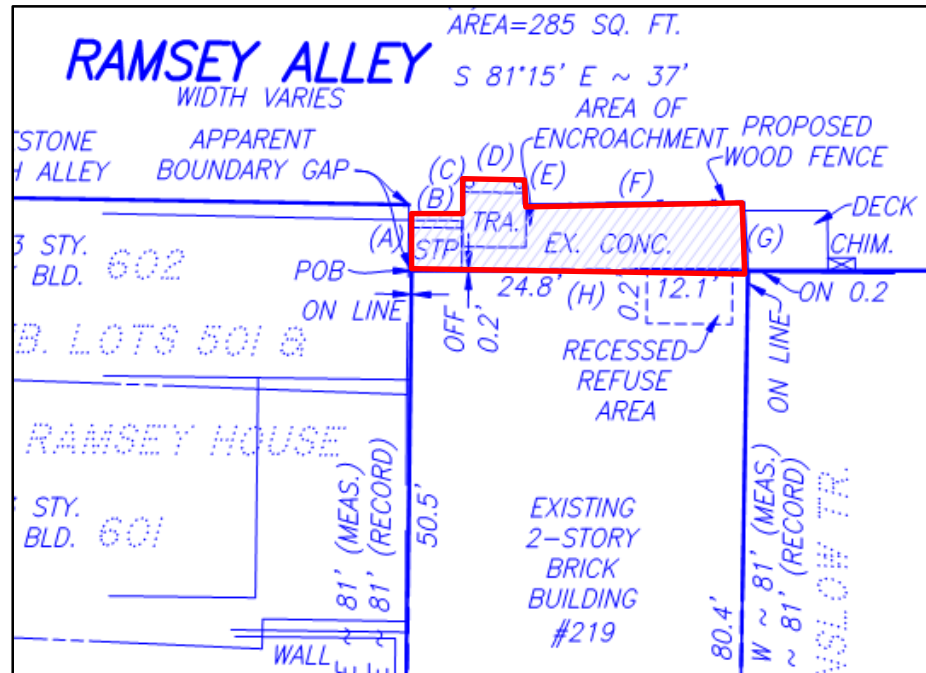 AREA=285 SQ. FT.
RAMSEY ALLEY
WIDTH VARIES
S 81°15' E ~ 37'
AREA OF
ENCROACHMENT
PROPOSED
WOOD FENCE
STONE
ALLEY
APPARENT
BOUNDARY GAP
(A)
(B)
(C)
(D)
(E)
(F)
(G)
(H)
DECK
CHIM.
TRA.
STP
EX. CONC.
3 STY.
BLD.
602
POB
ON LINE
OFF
0.2'
24.8'
0.2
12.1'
ON 0.2
ON LINE
B. LOTS 501 &
RECESSED
REFUSE
AREA
RAMSEY HOUSE
STY.
BLD.
601
E ~ 81' (MEAS.)
E ~ 81' (RECORD)
50.5'
EXISTING
2-STORY
BRICK
BUILDING
#219
80.4'
W ~ 81' (MEAS.)
~ 81' (RECORD)
NSLOW TR.
WALL